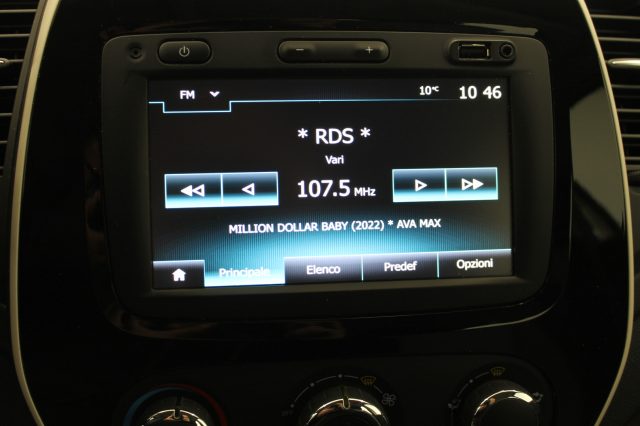 FM 10°C 10 46
* RDS *
Vari
107.5 MHz
MILLION DOLLAR BABY (2022) * AVA MAX
Principale Elenco Predef Opzioni